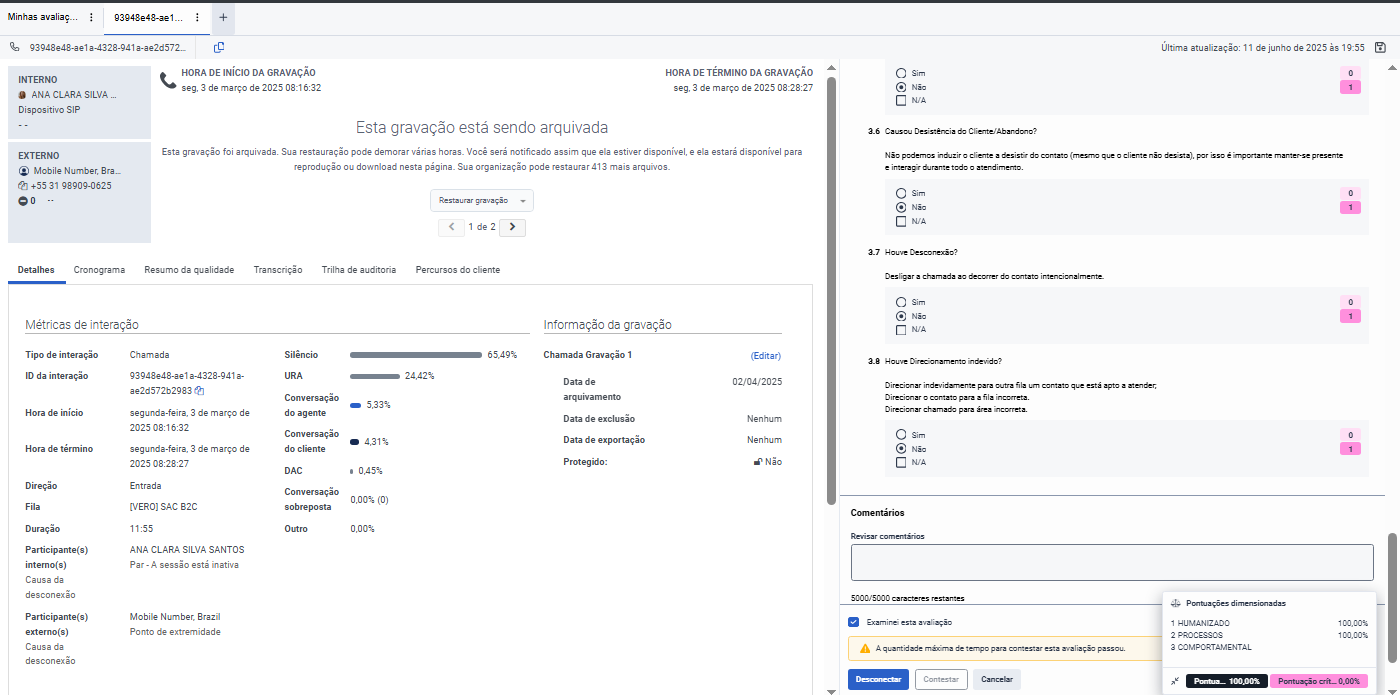 Minhas avaliaç...
93948e48-ae1...
+
93948e48-ae1a-4328-941a-ae2d572...
Última atualização: 11 de junho de 2025 às 19:55
INTERNO
ANA CLARA SILVA ...
Dispositivo SIP
- -
EXTERNO
Mobile Number, Bra...
+55 31 98909-0625
0 --
HORA DE INÍCIO DA GRAVAÇÃO
seg, 3 de março de 2025 08:16:32
HORA DE TÉRMINO DA GRAVAÇÃO
seg, 3 de março de 2025 08:28:27
Esta gravação está sendo arquivada
Esta gravação foi arquivada. Sua restauração pode demorar várias horas. Você será notificado assim que ela estiver disponível, e ela estará disponível para
reprodução ou download nesta página. Sua organização pode restaurar 413 mais arquivos.
Restaurar gravação
1 de 2
Detalhes
Cronograma
Resumo da qualidade
Transcrição
Trilha de auditoria
Percursos do cliente
Métricas de interação
Tipo de interação
Chamada
ID da interação
93948e48-ae1a-4328-941a-
ae2d572b2983
Hora de início
segunda-feira, 3 de março de
2025 08:16:32
Hora de término
segunda-feira, 3 de março de
2025 08:28:27
Direção
Entrada
Fila
[VERO] SAC B2C
Duração
11:55
Participante(s)
interno(s)
ANA CLARA SILVA SANTOS
Par - A sessão está inativa
Causa da
desconexão
Participante(s)
externo(s)
Mobile Number, Brazil
Ponto de extremidade
Causa da
desconexão
Silêncio
65,49%
URA
24,42%
Conversação
do agente
5,33%
Conversação
do cliente
4,31%
DAC
0,45%
Conversação
sobreposta
0,00% (0)
Outro
0,00%
Informação da gravação
Chamada Gravação 1
(Editar)
Data de
arquivamento
02/04/2025
Data de exclusão
Nenhum
Data de exportação
Nenhum
Protegido:
Não
Sim
0
Não
1
N/A
3.6 Causou Desistência do Cliente/Abandono?
Não podemos induzir o cliente a desistir do contato (mesmo que o cliente não desista), por isso é importante manter-se presente
e interagir durante todo o atendimento.
Sim
0
Não
1
N/A
3.7 Houve Desconexão?
Desligar a chamada ao decorrer do contato intencionalmente.
Sim
0
Não
1
N/A
3.8 Houve Direcionamento indevido?
Direcionar indevidamente para outra fila um contato que está apto a atender;
Direcionar o contato para a fila incorreta.
Direcionar chamado para área incorreta.
Sim
0
Não
1
N/A
Comentários
Revisar comentários
5000/5000 caracteres restantes
Examinei esta avaliação
A quantidade máxima de tempo para contestar esta avaliação passou.
Desconectar
Contestar
Cancelar
Pontuações dimensionadas
1 HUMANIZADO 100,00%
2 PROCESSOS 100,00%
3 COMPORTAMENTAL
Pontua... 100,00%
Pontuação crít... 0,00%